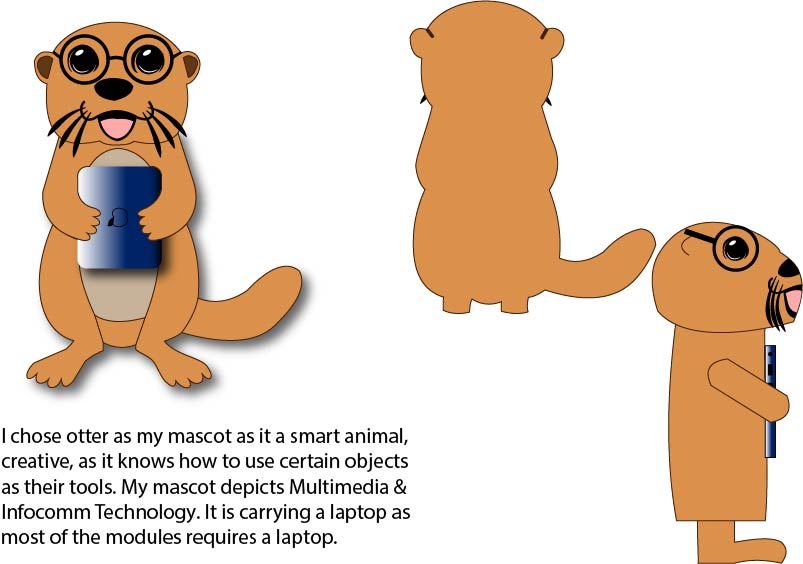 I chose otter as my mascot as it a smart animal,
creative, as it knows how to use certain objects
as their tools. My mascot depicts Multimedia &
Infocomm Technology. It is carrying a laptop as
most of the modules requires a laptop.